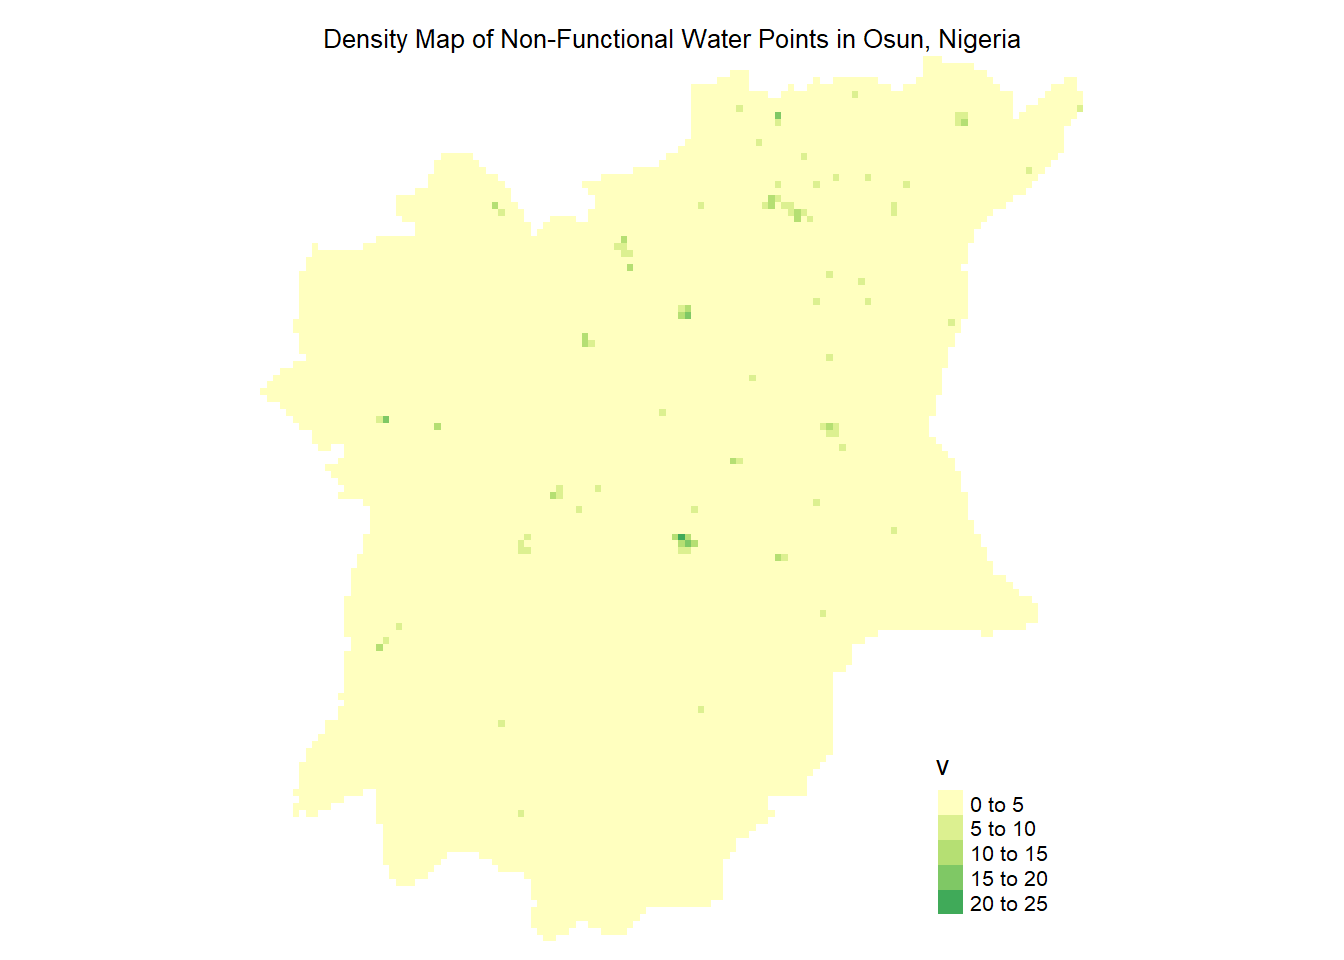 Density Map of Non-Functional Water Points in Osun, Nigeria
v
0 to 5
5 to 10
10 to 15
15 to 20
20 to 25